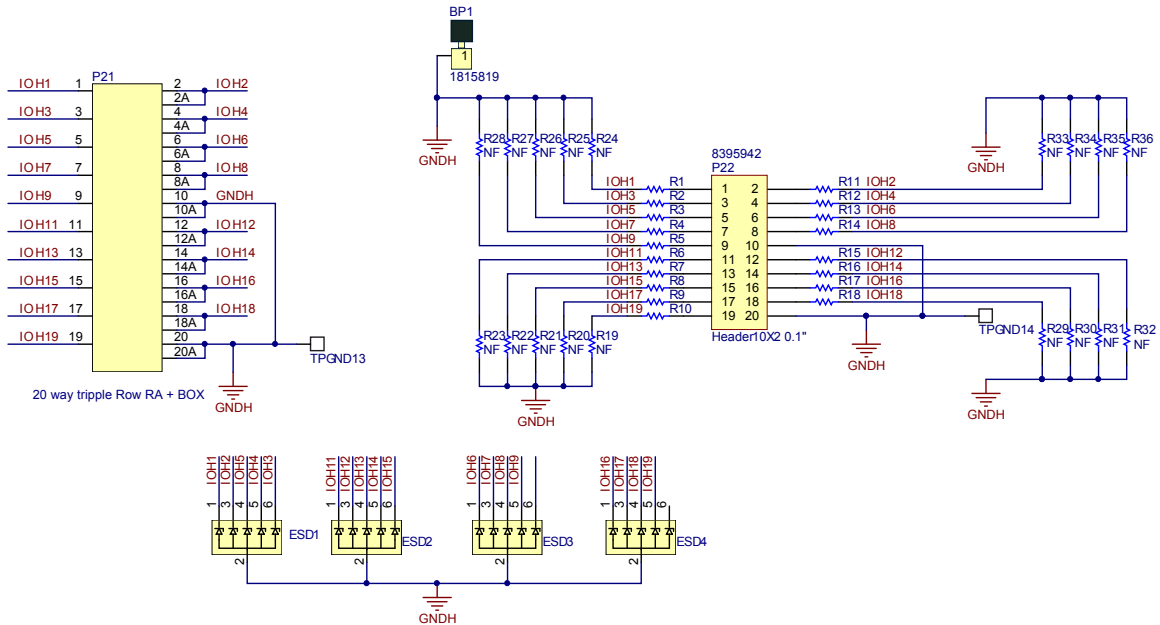 BP1
1
1815819
GNDH
P21
IOH1 1 2 IOH2
2A
IOH3 3 4 IOH4
4A
IOH5 5 6 IOH6
6A
IOH7 7 8 IOH8
8A
IOH9 9 10 GNDH
10A
IOH11 11 12 IOH12
12A
IOH13 13 14 IOH14
14A
IOH15 15 16 IOH16
16A
IOH17 17 18 IOH18
18A
IOH19 19 20
20A
TPGND13
GNDH
20 way tripple Row RA + BOX
R28 R27 R26 R25 R24
NF NF NF NF NF
R33 R34 R35 R36
NF NF NF NF
GNDH
8395942
P22
IOH1 R1 1 2 R11 IOH2
IOH3 R2 3 4 R12 IOH4
IOH5 R3 5 6 R13 IOH6
IOH7 R4 7 8 R14 IOH8
IOH9 R5 9 10
IOH11 R6 11 12 R15 IOH12
IOH13 R7 13 14 R16 IOH14
IOH15 R8 15 16 R17 IOH16
IOH17 R9 17 18 R18 IOH18
IOH19 R10 19 20
Header10X2 0.1"
TPGND14
GNDH
R23 R22 R21 R20 R19
NF NF NF NF NF
GNDH
R29 R30 R31 R32
NF NF NF NF
GNDH
IOH1 IOH2 IOH5 IOH4 IOH3
1 3 4 5 6
ESD1
2
IOH11 IOH12 IOH13 IOH14 IOH15
1 3 4 5 6
ESD2
2
IOH6 IOH7 IOH8 IOH9
1 3 4 5 6
ESD3
2
IOH16 IOH17 IOH18 IOH19
1 3 4 5 6
ESD4
2
GNDH